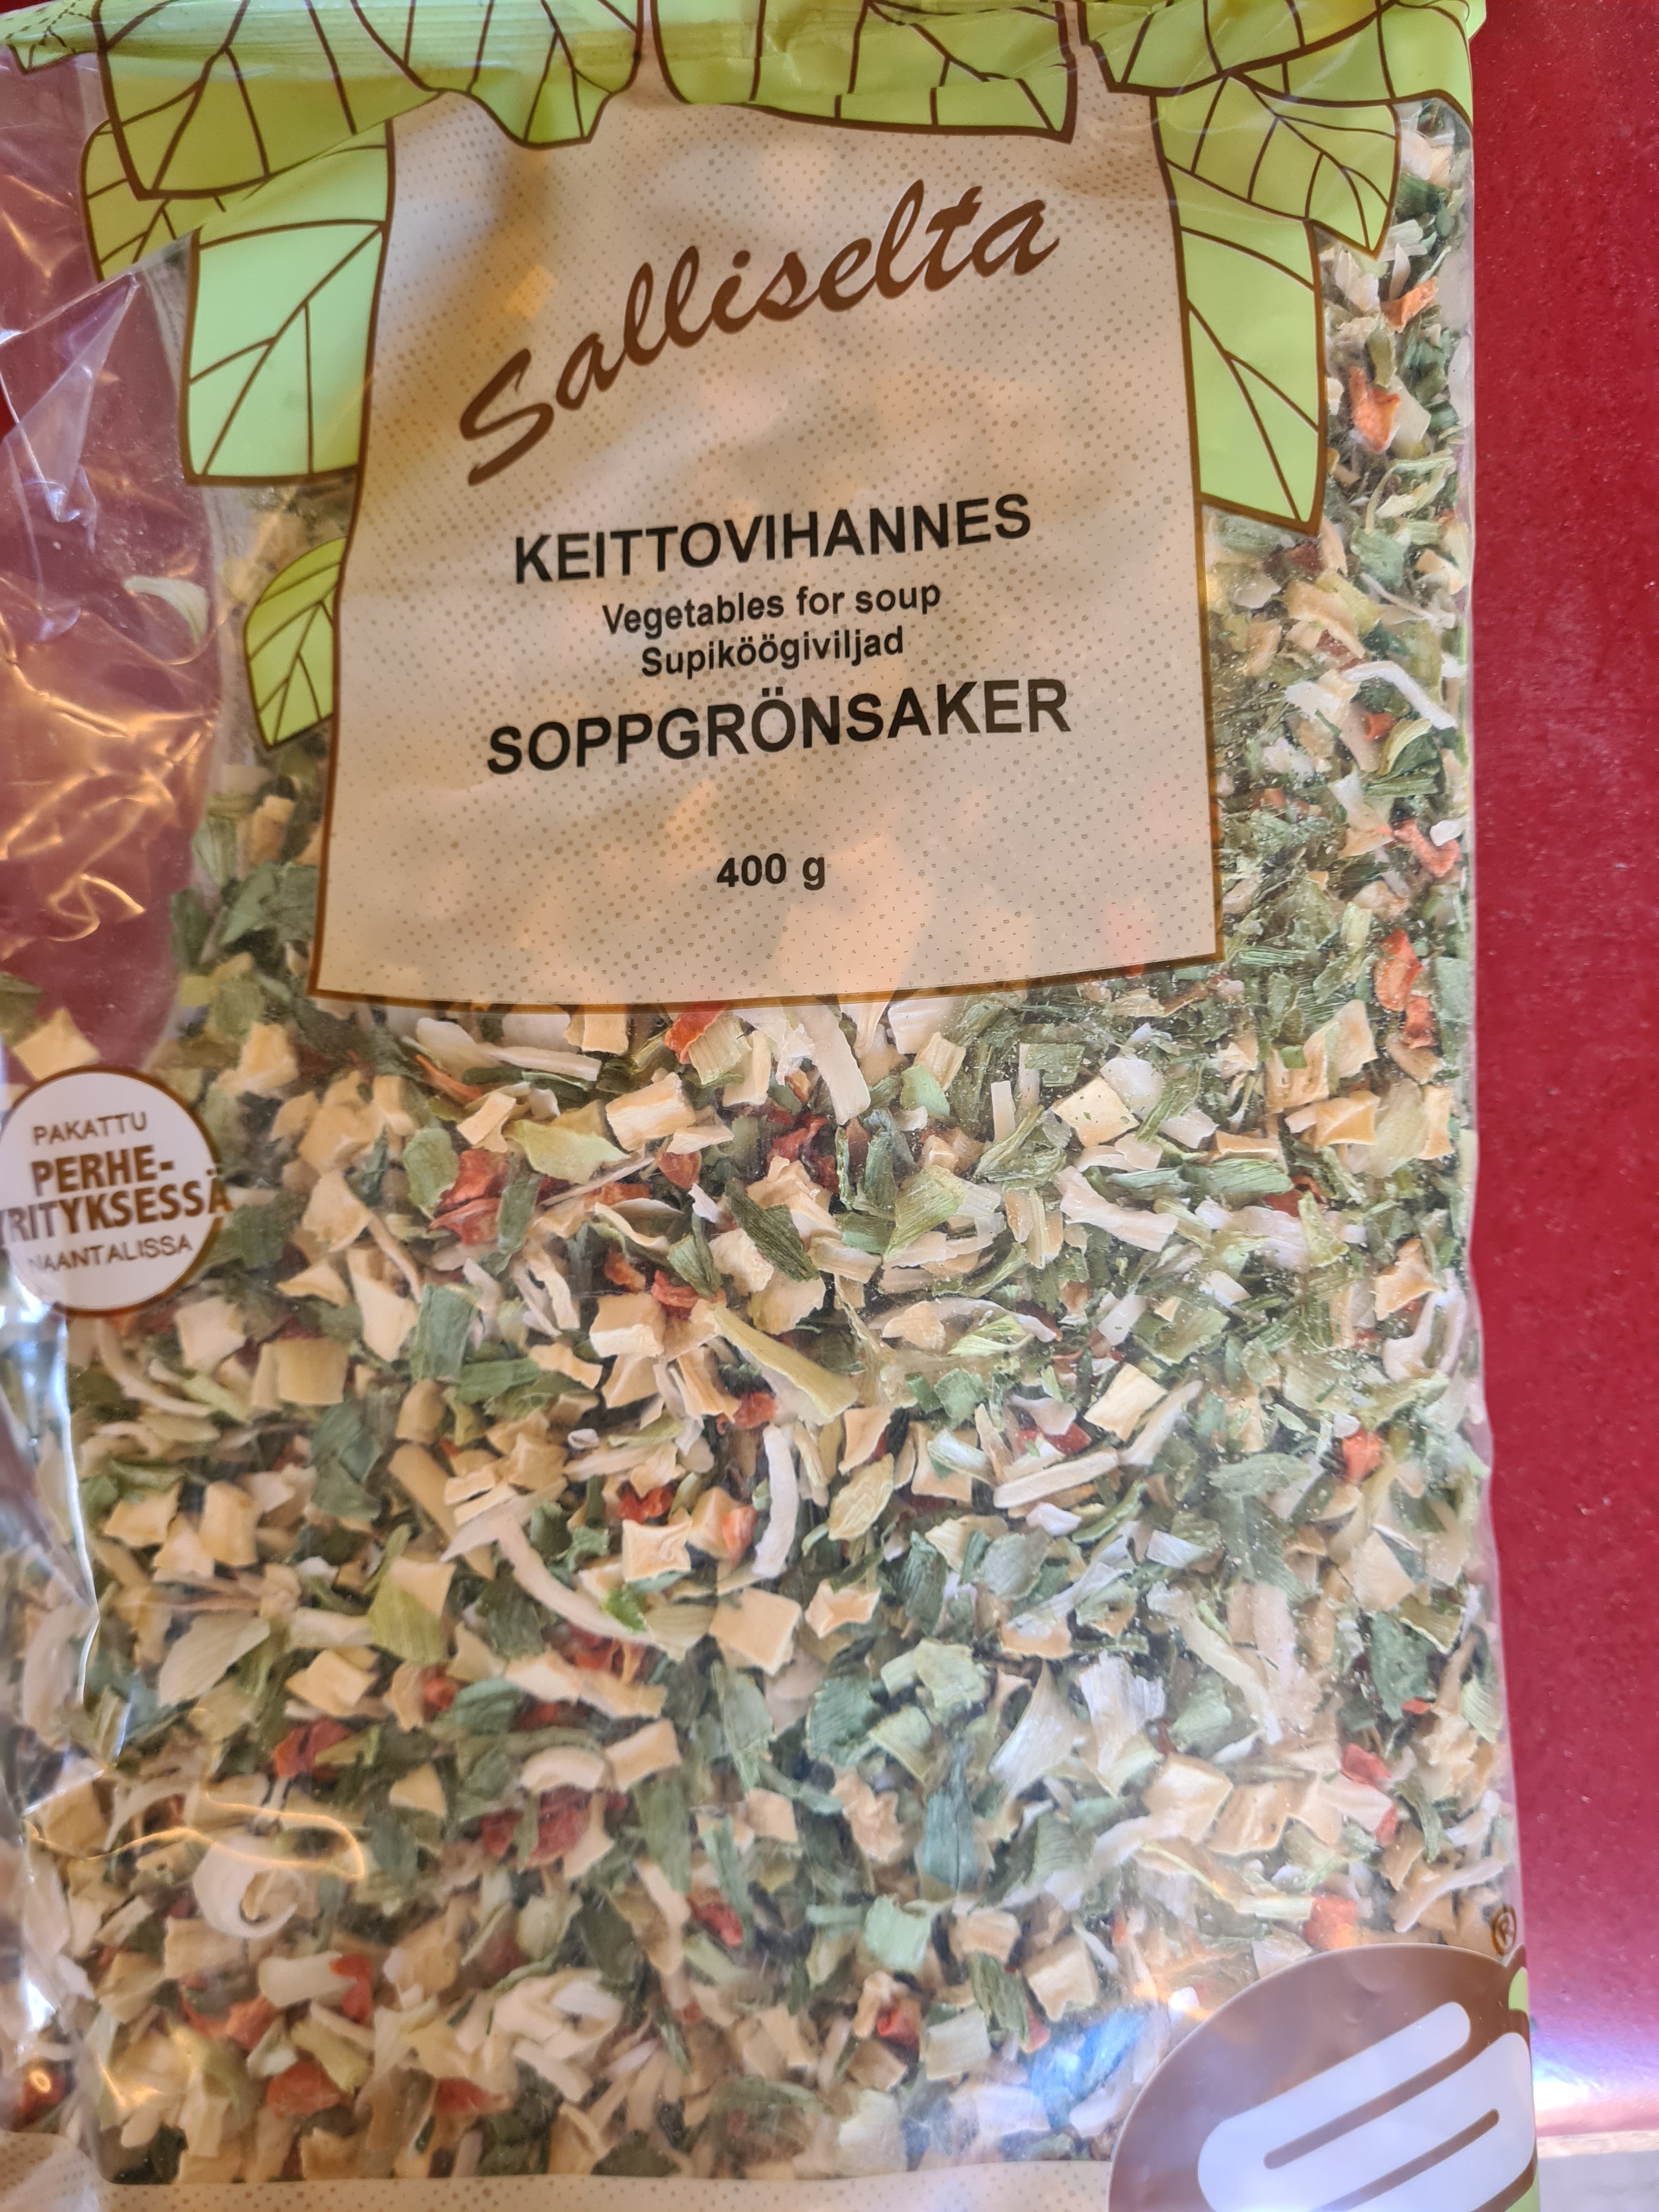 Salliselta
KEITTOVIHANNES
Vegetables for soup
Supiköögiviljad
SOPPGRÖNSAKER
400 g
PAKATTU
PERHE-
YRITYKSESSÄ
NAANTALISSA
®